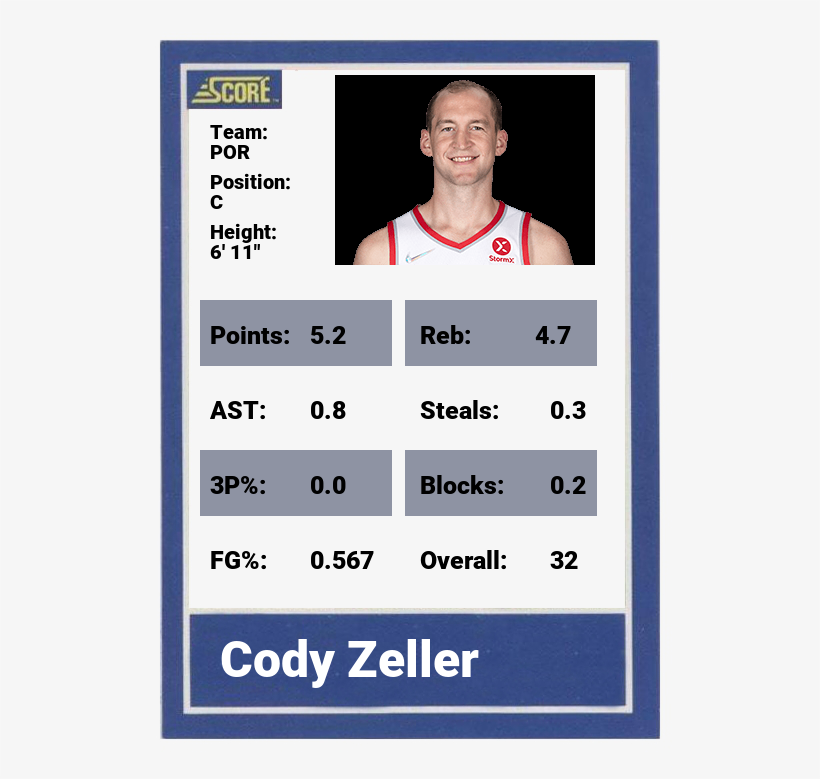 SCORE
Team:
POR
Position:
C
Height:
6' 11"
StormX
Points: 5.2 Reb: 4.7
AST: 0.8 Steals: 0.3
3P%: 0.0 Blocks: 0.2
FG%: 0.567 Overall: 32
Cody Zeller